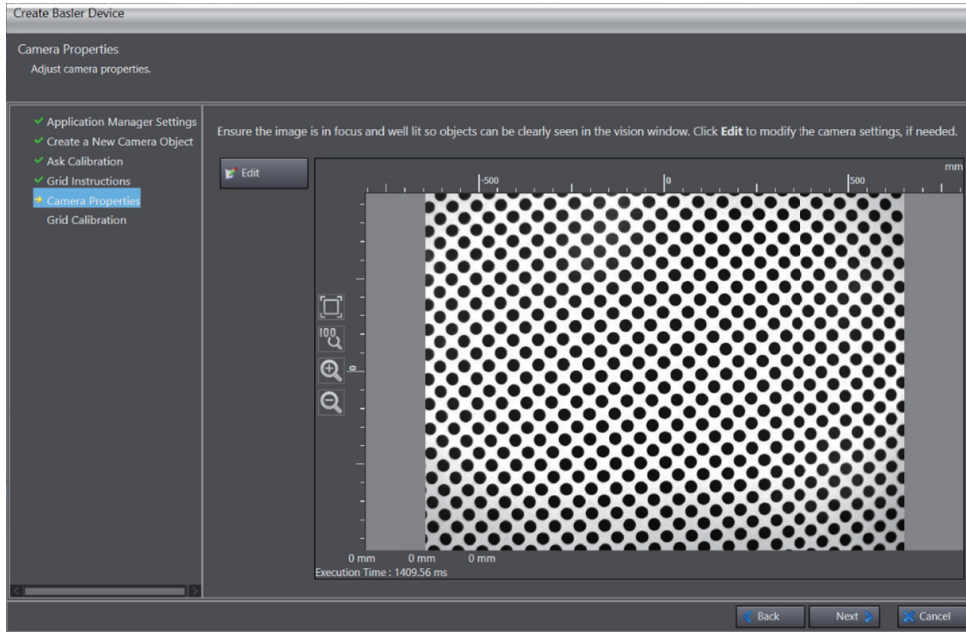 Create Basler Device
Camera Properties
Adjust camera properties.
Application Manager Settings
Create a New Camera Object
Ask Calibration
Grid Instructions
Camera Properties
Grid Calibration
Ensure the image is in focus and well lit so objects can be clearly seen in the vision window. Click Edit to modify the camera settings, if needed.
Edit
mm
-500
0
500
100
0
0 mm 0 mm 0 mm
Execution Time : 1409.56 ms
Back Next Cancel